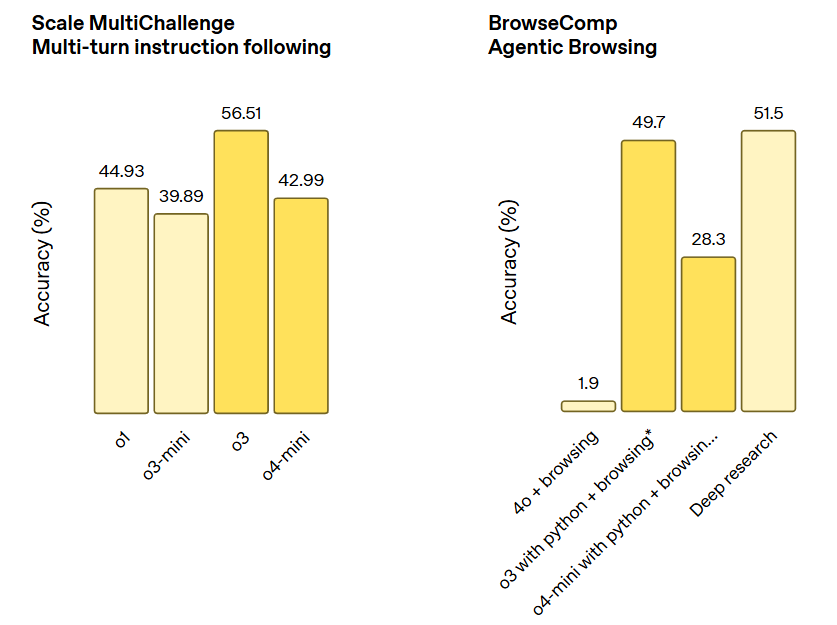 Scale MultiChallenge
Multi-turn instruction following
Accuracy (%)
44.93
39.89
56.51
42.99
o1
o3-mini
o3
o4-mini
BrowseComp
Agentic Browsing
Accuracy (%)
1.9
49.7
28.3
51.5
4o + browsing
o3 with python + browsing*
o4-mini with python + browsin...
Deep research